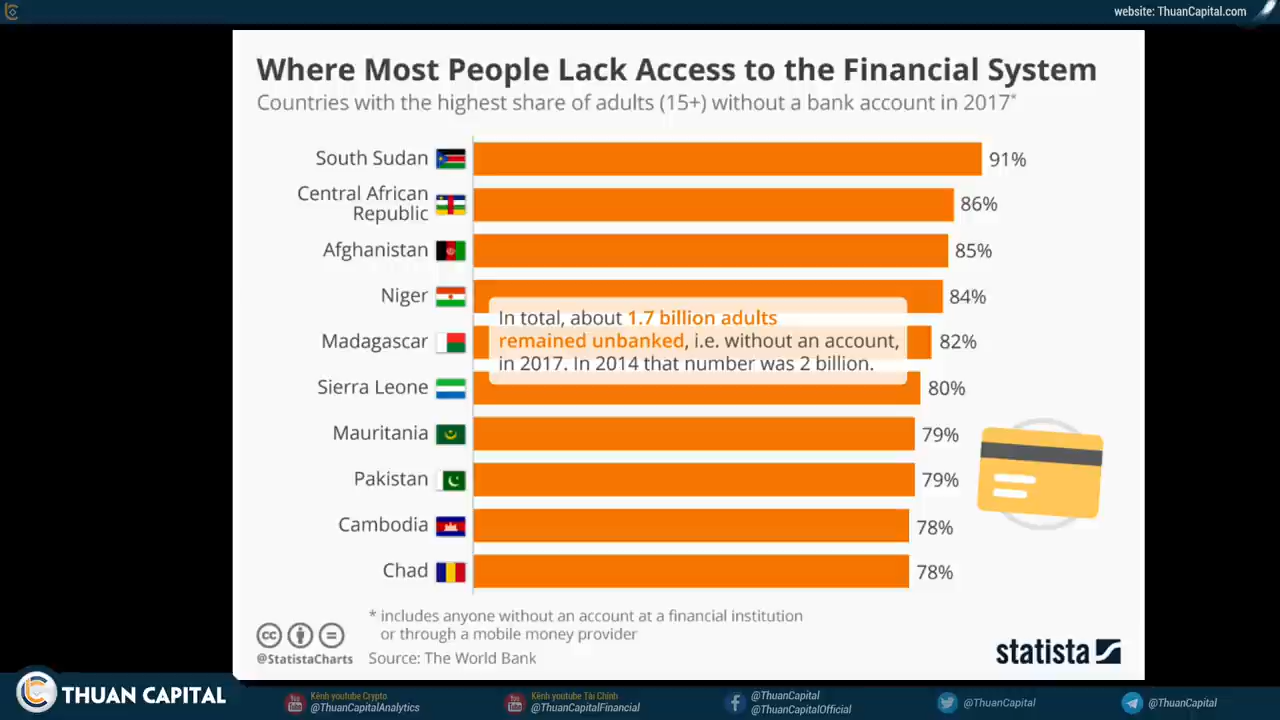 website: ThuanCapital.com
Where Most People Lack Access to the Financial System
Countries with the highest share of adults (15+) without a bank account in 2017*
South Sudan 91%
Central African
Republic 86%
Afghanistan 85%
Niger 84%
In total, about 1.7 billion adults
remained unbanked, i.e. without an account,
in 2017. In 2014 that number was 2 billion.
Madagascar 82%
Sierra Leone 80%
Mauritania 79%
Pakistan 79%
Cambodia 78%
Chad 78%
* includes anyone without an account at a financial institution
or through a mobile money provider
@StatistaCharts Source: The World Bank
statista
THUAN CAPITAL
Kênh youtube Crypto
@ThuanCapitalAnalytics
Kênh youtube Tài Chính
@ThuanCapitalFinancial
@ThuanCapital
@ThuanCapitalOfficial
@ThuanCapital
@ThuanCapital